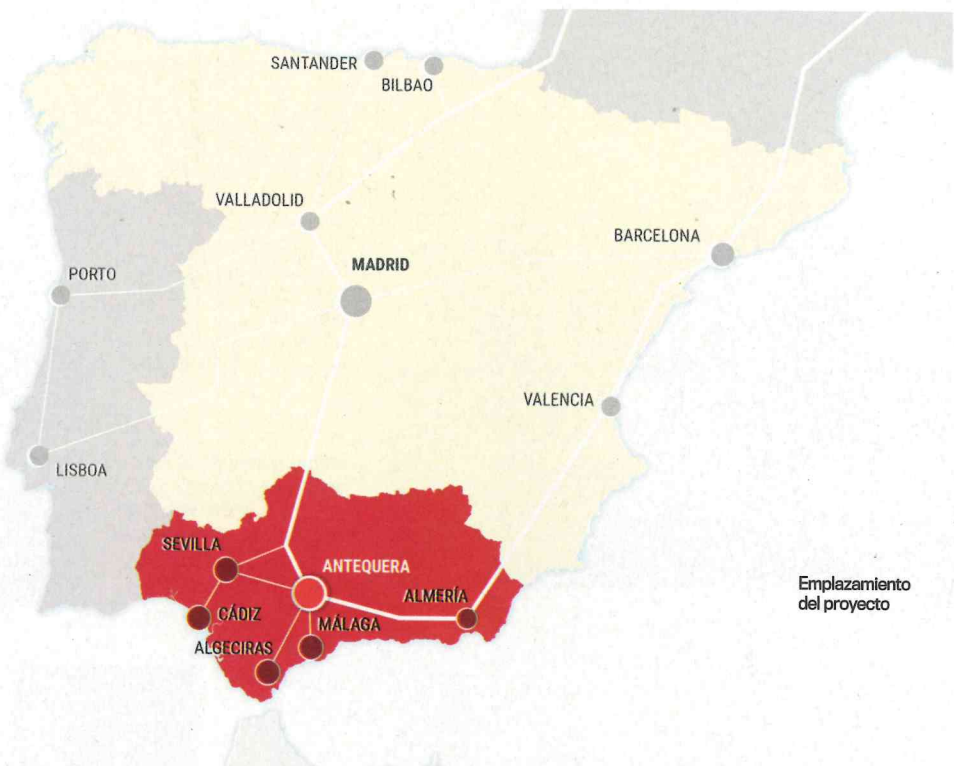 SANTANDER
BILBAO
VALLADOLID
BARCELONA
MADRID
PORTO
VALENCIA
LISBOA
SEVILLA
ANTEQUERA
ALMERÍA
CÁDIZ
MÁLAGA
ALGECIRAS
Emplazamiento
del proyecto